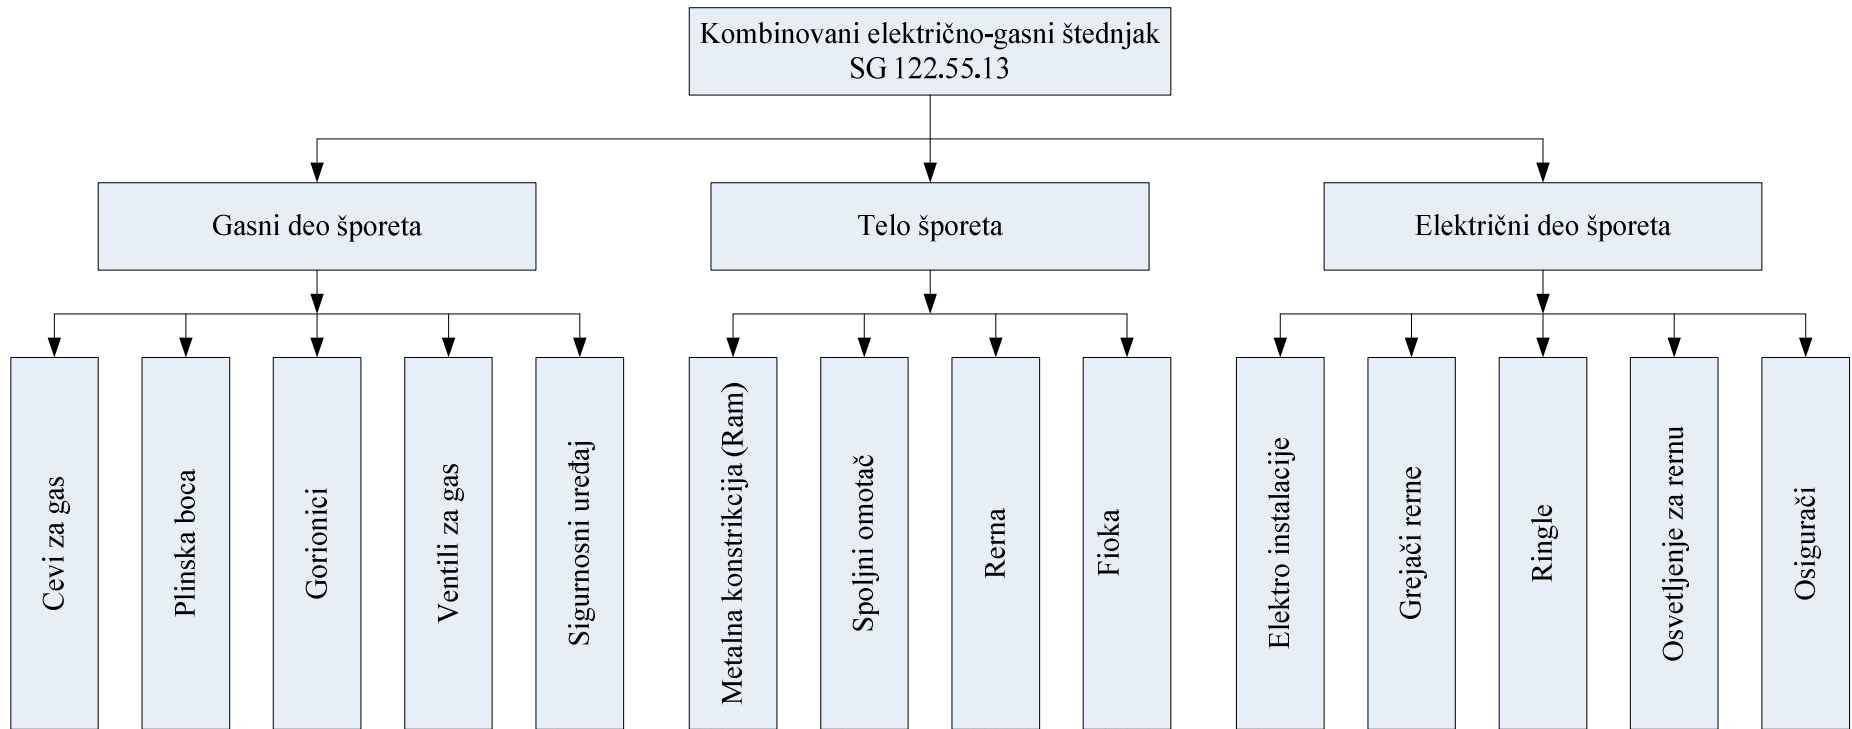 Kombinovani električno-gasni štednjak
SG 122.55.13
Gasni deo šporeta
Telo šporeta
Električni deo šporeta
Cevi za gas
Plinska boca
Gorionici
Ventili za gas
Sigurnosni uređaj
Metalna konstrikcija (Ram)
Spoljni omotač
Rerna
Fioka
Elektro instalacije
Grejači rerne
Ringle
Osvetljenje za rernu
Osigurači